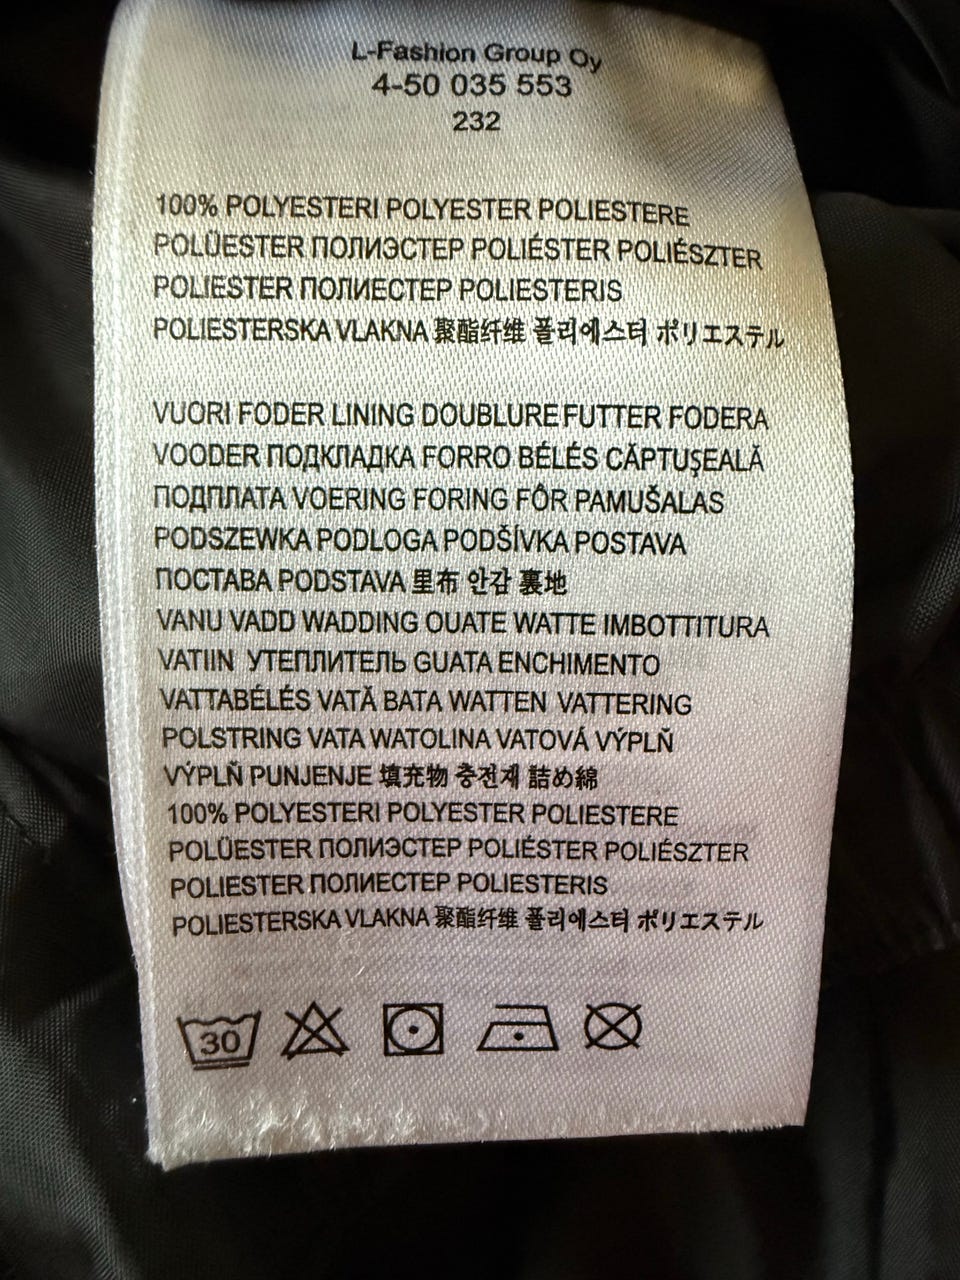 L-Fashion Group Oy
4-50 035 553
232
100% POLYESTERI POLYESTER POLIESTERE
POLÜESTER ПОЛИЭСТЕР POLIÉSTER POLIÉSZTER
POLIESTER ПОЛИЕСТЕР POLIESTERIS
POLIESTERSKA VLAKNA 聚酯纤维 폴리에스터 ポリエステル
VUORI FODER LINING DOUBLURE FUTTER FODERA
VOODER ПОДКЛАДКА FORRO BÉLÉS CĂPTUŞEALĂ
ПОДПЛАТА VOERING FORING FÔR PAMUŠALAS
PODSZEWKA PODLOGA PODŠÍVKA POSTAVA
ПОСТАВА PODSTAVA 里布 안감 裏地
VANU VADD WADDING OUATE WATTE IMBOTTITURA
VATIIN УТЕПЛИТЕЛЬ GUATA ENCHIMENTO
VATTABÉLÉS VATĂ BATA WATTEN VATTERING
POLSTRING VATA WATOLINA VATOVÁ VÝPLŇ
VÝPLŇ PUNJENJE 填充物 충전재 詰め綿
100% POLYESTERI POLYESTER POLIESTERE
POLÜESTER ПОЛИЭСТЕР POLIÉSTER POLIÉSZTER
POLIESTER ПОЛИЕСТЕР POLIESTERIS
POLIESTERSKA VLAKNA 聚酯纤维 폴리에스터 ポリエステル
30